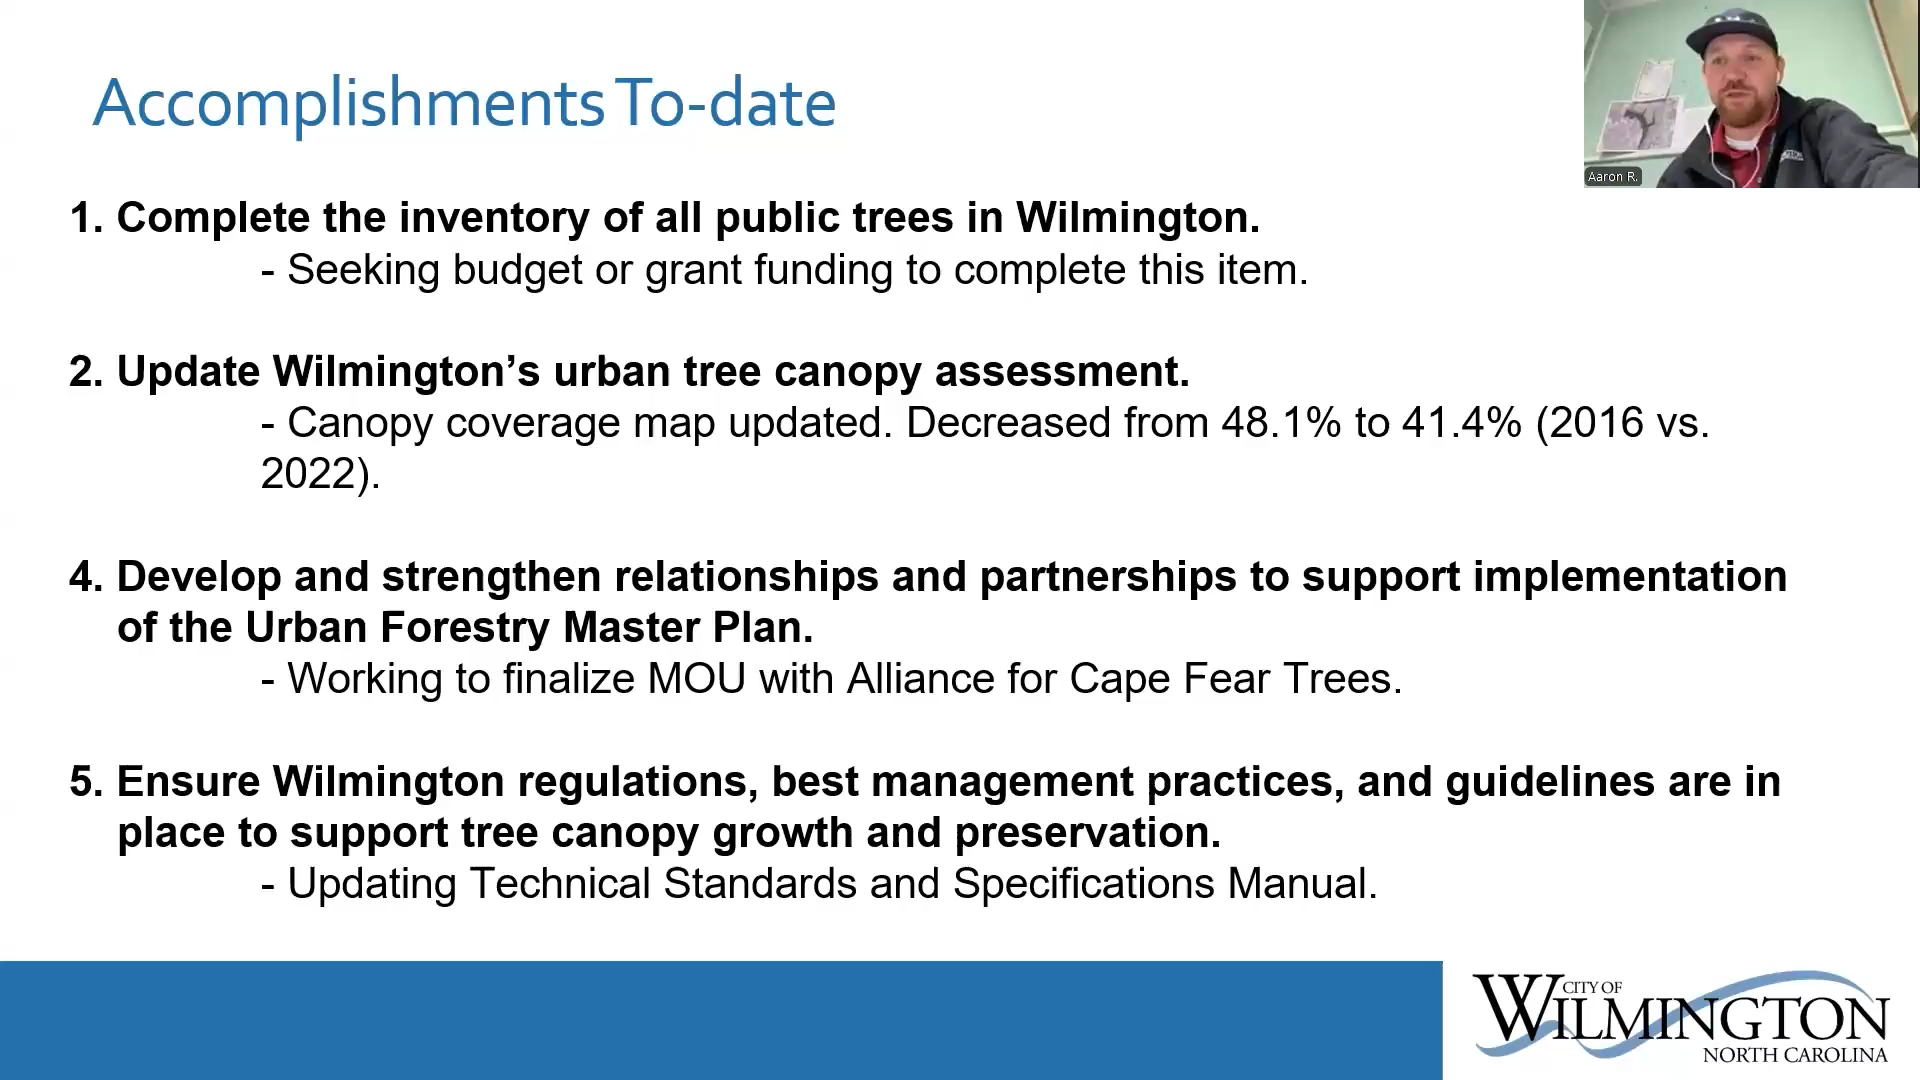 Accomplishments To-date
Aaron R.
1. Complete the inventory of all public trees in Wilmington.
- Seeking budget or grant funding to complete this item.
2. Update Wilmington’s urban tree canopy assessment.
- Canopy coverage map updated. Decreased from 48.1% to 41.4% (2016 vs.
2022).
4. Develop and strengthen relationships and partnerships to support implementation
of the Urban Forestry Master Plan.
- Working to finalize MOU with Alliance for Cape Fear Trees.
5. Ensure Wilmington regulations, best management practices, and guidelines are in
place to support tree canopy growth and preservation.
- Updating Technical Standards and Specifications Manual.
CITY OF
WILMINGTON
NORTH CAROLINA